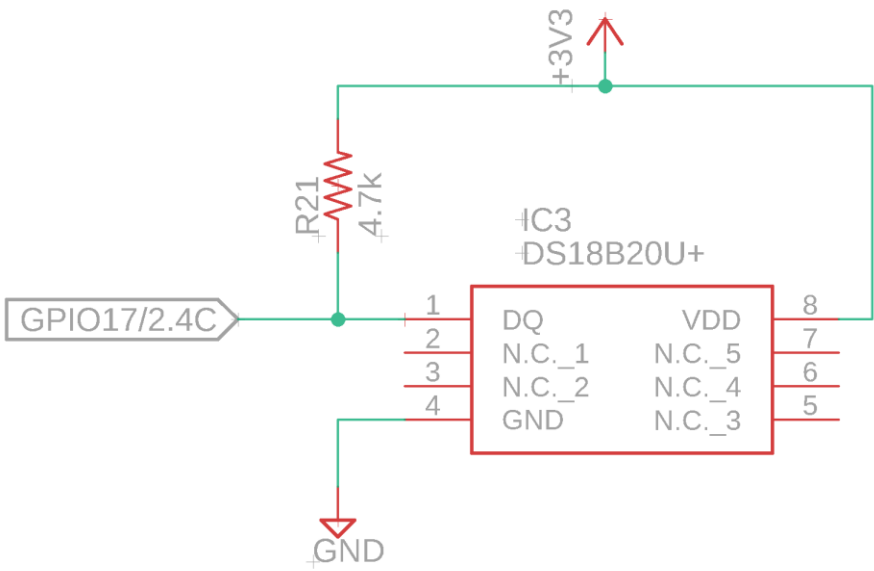 +3V3
R21
4.7k
IC3
DS18B20U+
GPIO17/2.4C
1
DQ
VDD
8
2
N.C._1
N.C._5
7
3
N.C._2
N.C._4
6
4
GND
N.C._3
5
GND